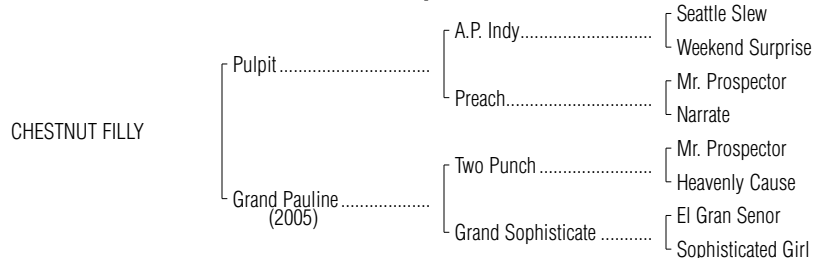 Seattle Slew
A.P. Indy..............................
Weekend Surprise
Pulpit ................................
Mr. Prospector
Preach.................................
Narrate
CHESTNUT FILLY
Mr. Prospector
Two Punch ........................
Heavenly Cause
Grand Pauline ...................
(2005)
El Gran Senor
Grand Sophisticate ...........
Sophisticated Girl